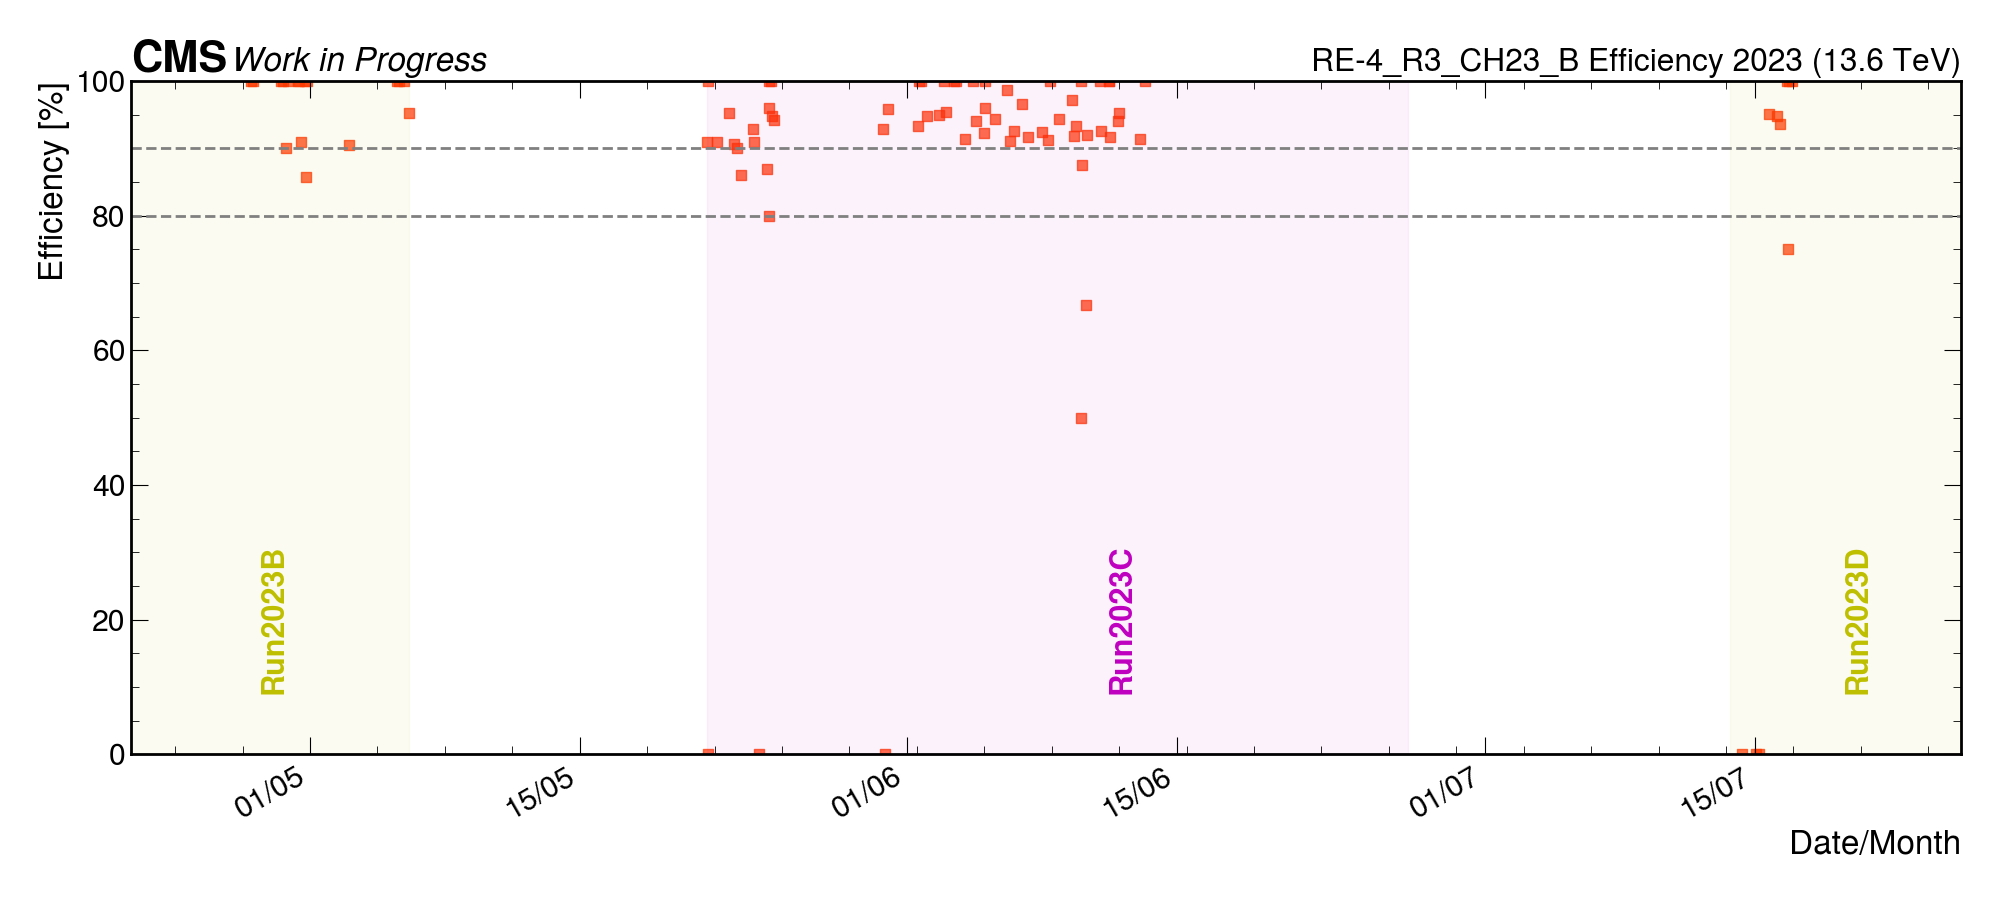 CMS Work in Progress
RE-4_R3_CH23_B Efficiency 2023 (13.6 TeV)
Efficiency [%]
100
80
60
40
20
0
Run2023B
Run2023C
Run2023D
01/05
15/05
01/06
15/06
01/07
15/07
Date/Month